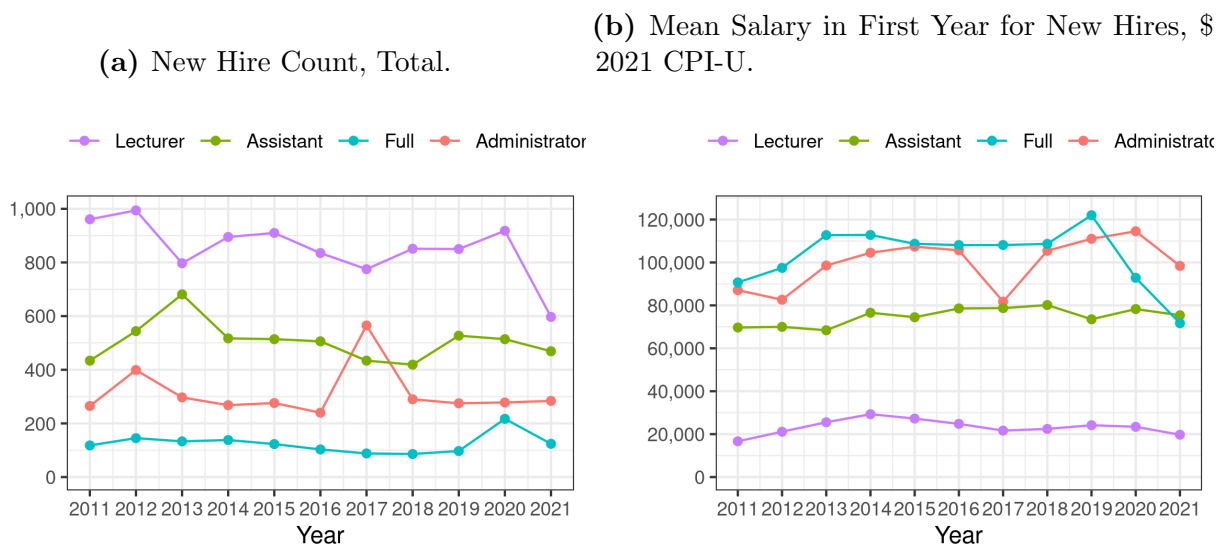 (a) New Hire Count, Total.
Lecturer Assistant Full Administrator
1,000
800
600
400
200
0
2011 2012 2013 2014 2015 2016 2017 2018 2019 2020 2021
Year
(b) Mean Salary in First Year for New Hires, $
2021 CPI-U.
Lecturer Assistant Full Administrato
120,000
100,000
80,000
60,000
40,000
20,000
0
2011 2012 2013 2014 2015 2016 2017 2018 2019 2020 2021
Year